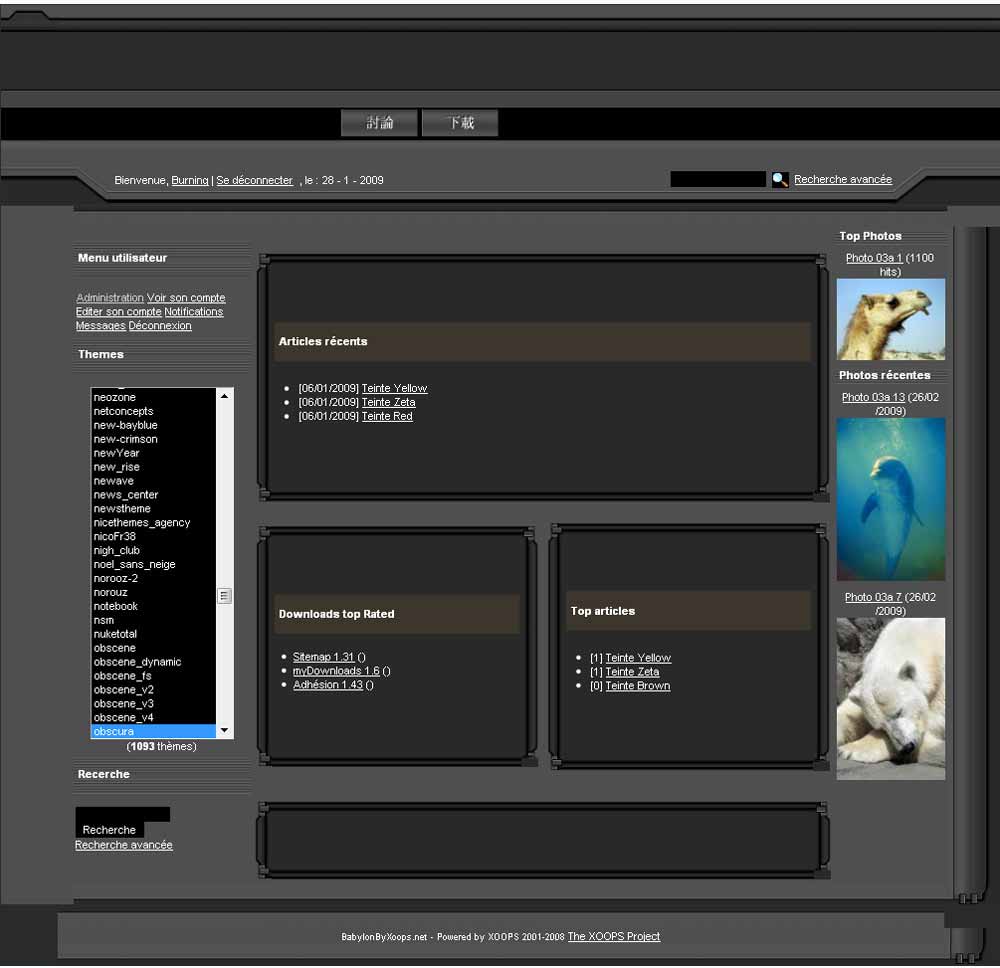 討論 下載
Bienvenue, Burning | Se déconnecter , le : 28 - 1 - 2009
Recherche avancée
Menu utilisateur
Administration Voir son compte
Editer son compte Notifications
Messages Déconnexion
Themes
neozone
netconcepts
new-bayblue
new-crimson
newYear
new_rise
newave
news_center
newstheme
nicethemes_agency
nicoFr38
nigh_club
noel_sans_neige
norooz-2
norouz
notebook
nsm
nuketotal
obscene
obscene_dynamic
obscene_fs
obscene_v2
obscene_v3
obscene_v4
obscura
(1093 thèmes)
Recerche
Recherche
Recherche avancée
Articles récents
[06/01/2009] Teinte Yellow
[06/01/2009] Teinte Zeta
[06/01/2009] Teinte Red
Downloads top Rated
Sitemap 1.31 ()
myDownloads 1.6 ()
Adhésion 1.43 ()
Top articles
[1] Teinte Yellow
[1] Teinte Zeta
[0] Teinte Brown
Top Photos
Photo 03a 1 (1100
hits)
Photos récentes
Photo 03a 13 (26/02
/2009)
Photo 03a 7 (26/02
/2009)
BabylonByXoops.net - Powered by XOOPS 2001-2008 The XOOPS Project